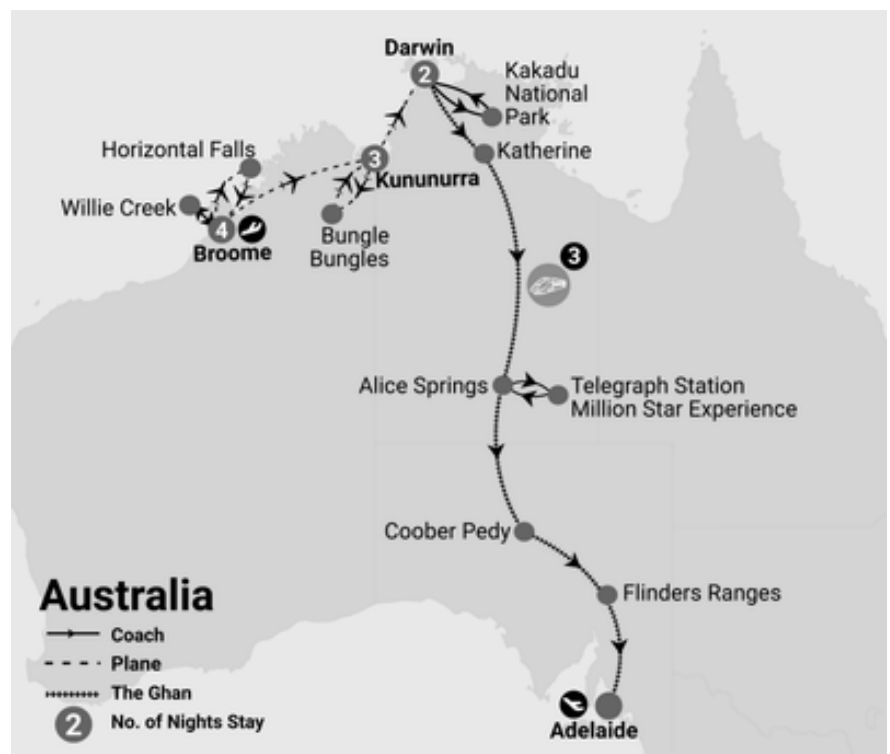 Darwin
2
Kakadu
National
Park
Katherine
Horizontal Falls
3
Kununurra
Willie Creek
4
Broome
Bungle
Bungles
3
Alice Springs
Telegraph Station
Million Star Experience
Coober Pedy
Flinders Ranges
Australia
Coach
Plane
The Ghan
2 No. of Nights Stay
Adelaide